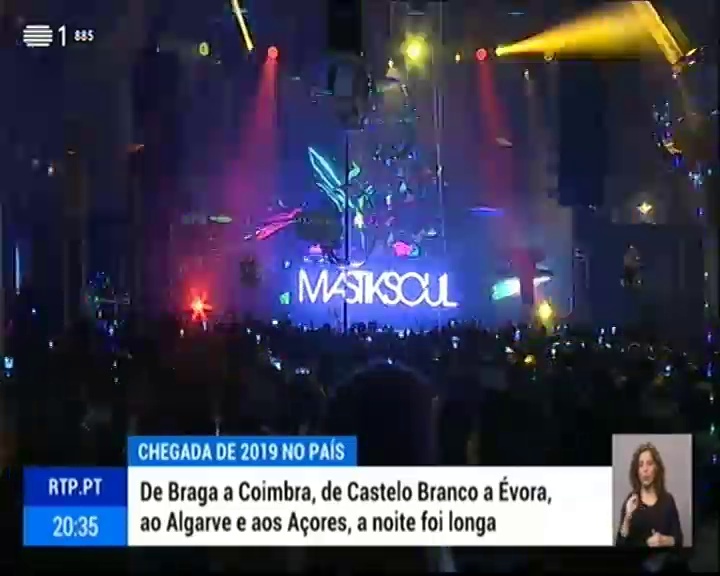 1 885
MASTIKSOUL
CHEGADA DE 2019 NO PAÍS
RTP.PT
De Braga a Coimbra, de Castelo Branco a Évora,
20:35
ao Algarve e aos Açores, a noite foi longa